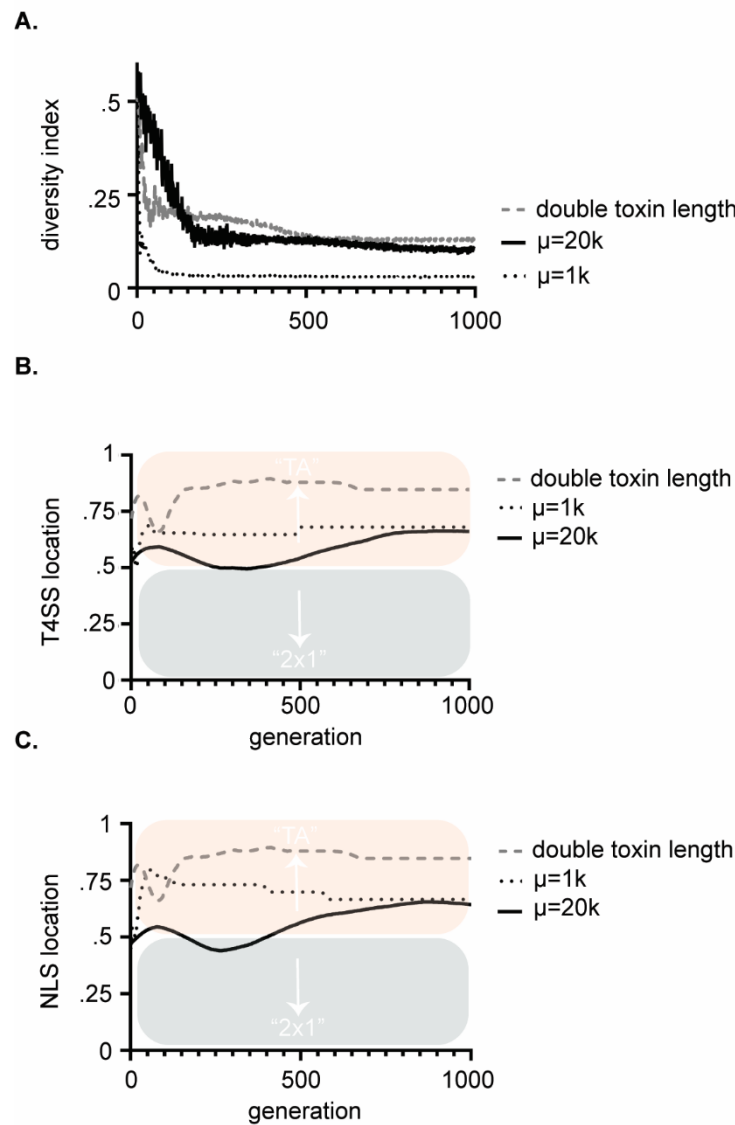 A.
diversity index
.5
.25
0
0
500
1000
double toxin length
μ=20k
μ=1k
B.
T4SS location
1
.75
.5
.25
0
"TA"
"2x1"
0
500
1000
generation
double toxin length
μ=1k
μ=20k
C.
NLS location
1
.75
.5
.25
0
"TA"
"2x1"
0
500
1000
generation
double toxin length
μ=1k
μ=20k